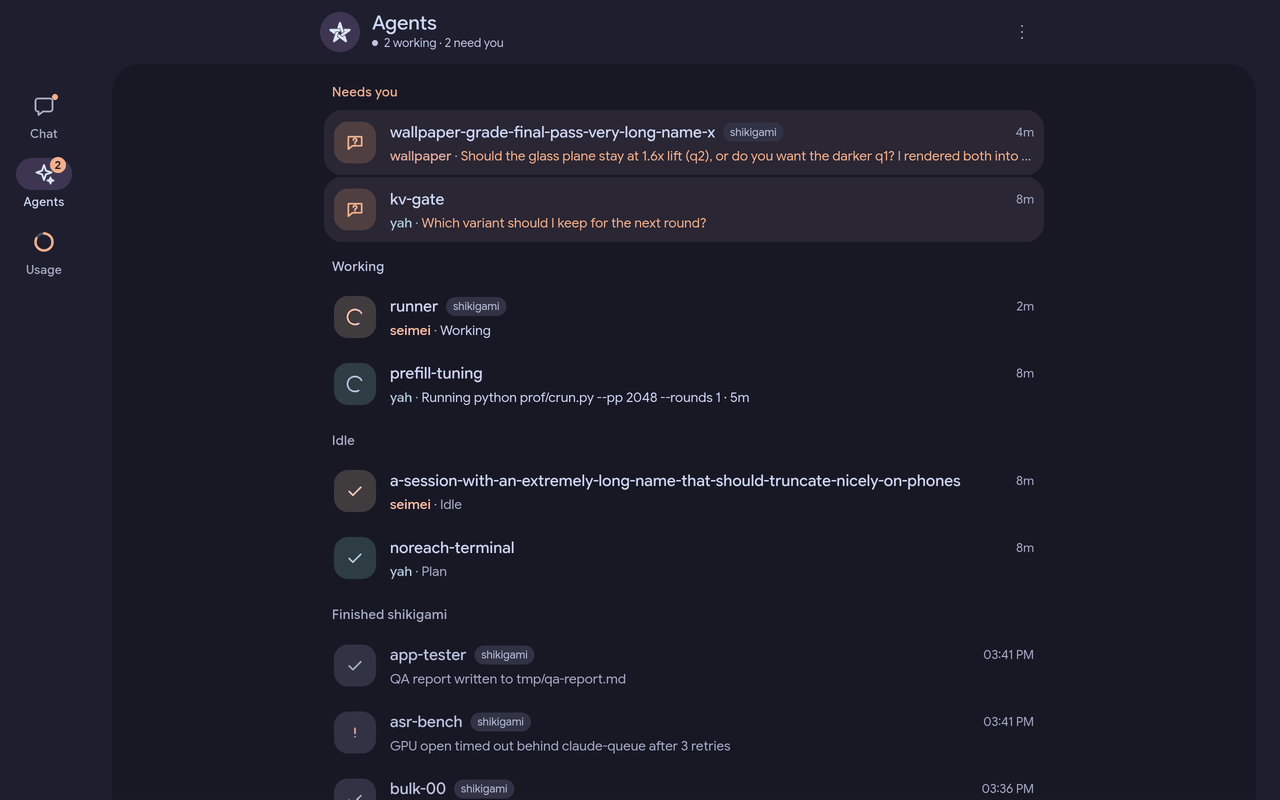 Agents
2 working · 2 need you
Chat
2
Agents
Usage
Needs you
wallpaper-grade-final-pass-very-long-name-x shikigami 4m
wallpaper · Should the glass plane stay at 1.6x lift (q2), or do you want the darker q1? I rendered both into ...
kv-gate 8m
yah · Which variant should I keep for the next round?
Working
runner shikigami 2m
seimei · Working
prefill-tuning 8m
yah · Running python prof/crun.py --pp 2048 --rounds 1 · 5m
Idle
a-session-with-an-extremely-long-name-that-should-truncate-nicely-on-phones 8m
seimei · Idle
noreach-terminal 8m
yah · Plan
Finished shikigami
app-tester shikigami 03:41 PM
QA report written to tmp/qa-report.md
asr-bench shikigami 03:41 PM
GPU open timed out behind claude-queue after 3 retries
bulk-00 shikigami 03:36 PM